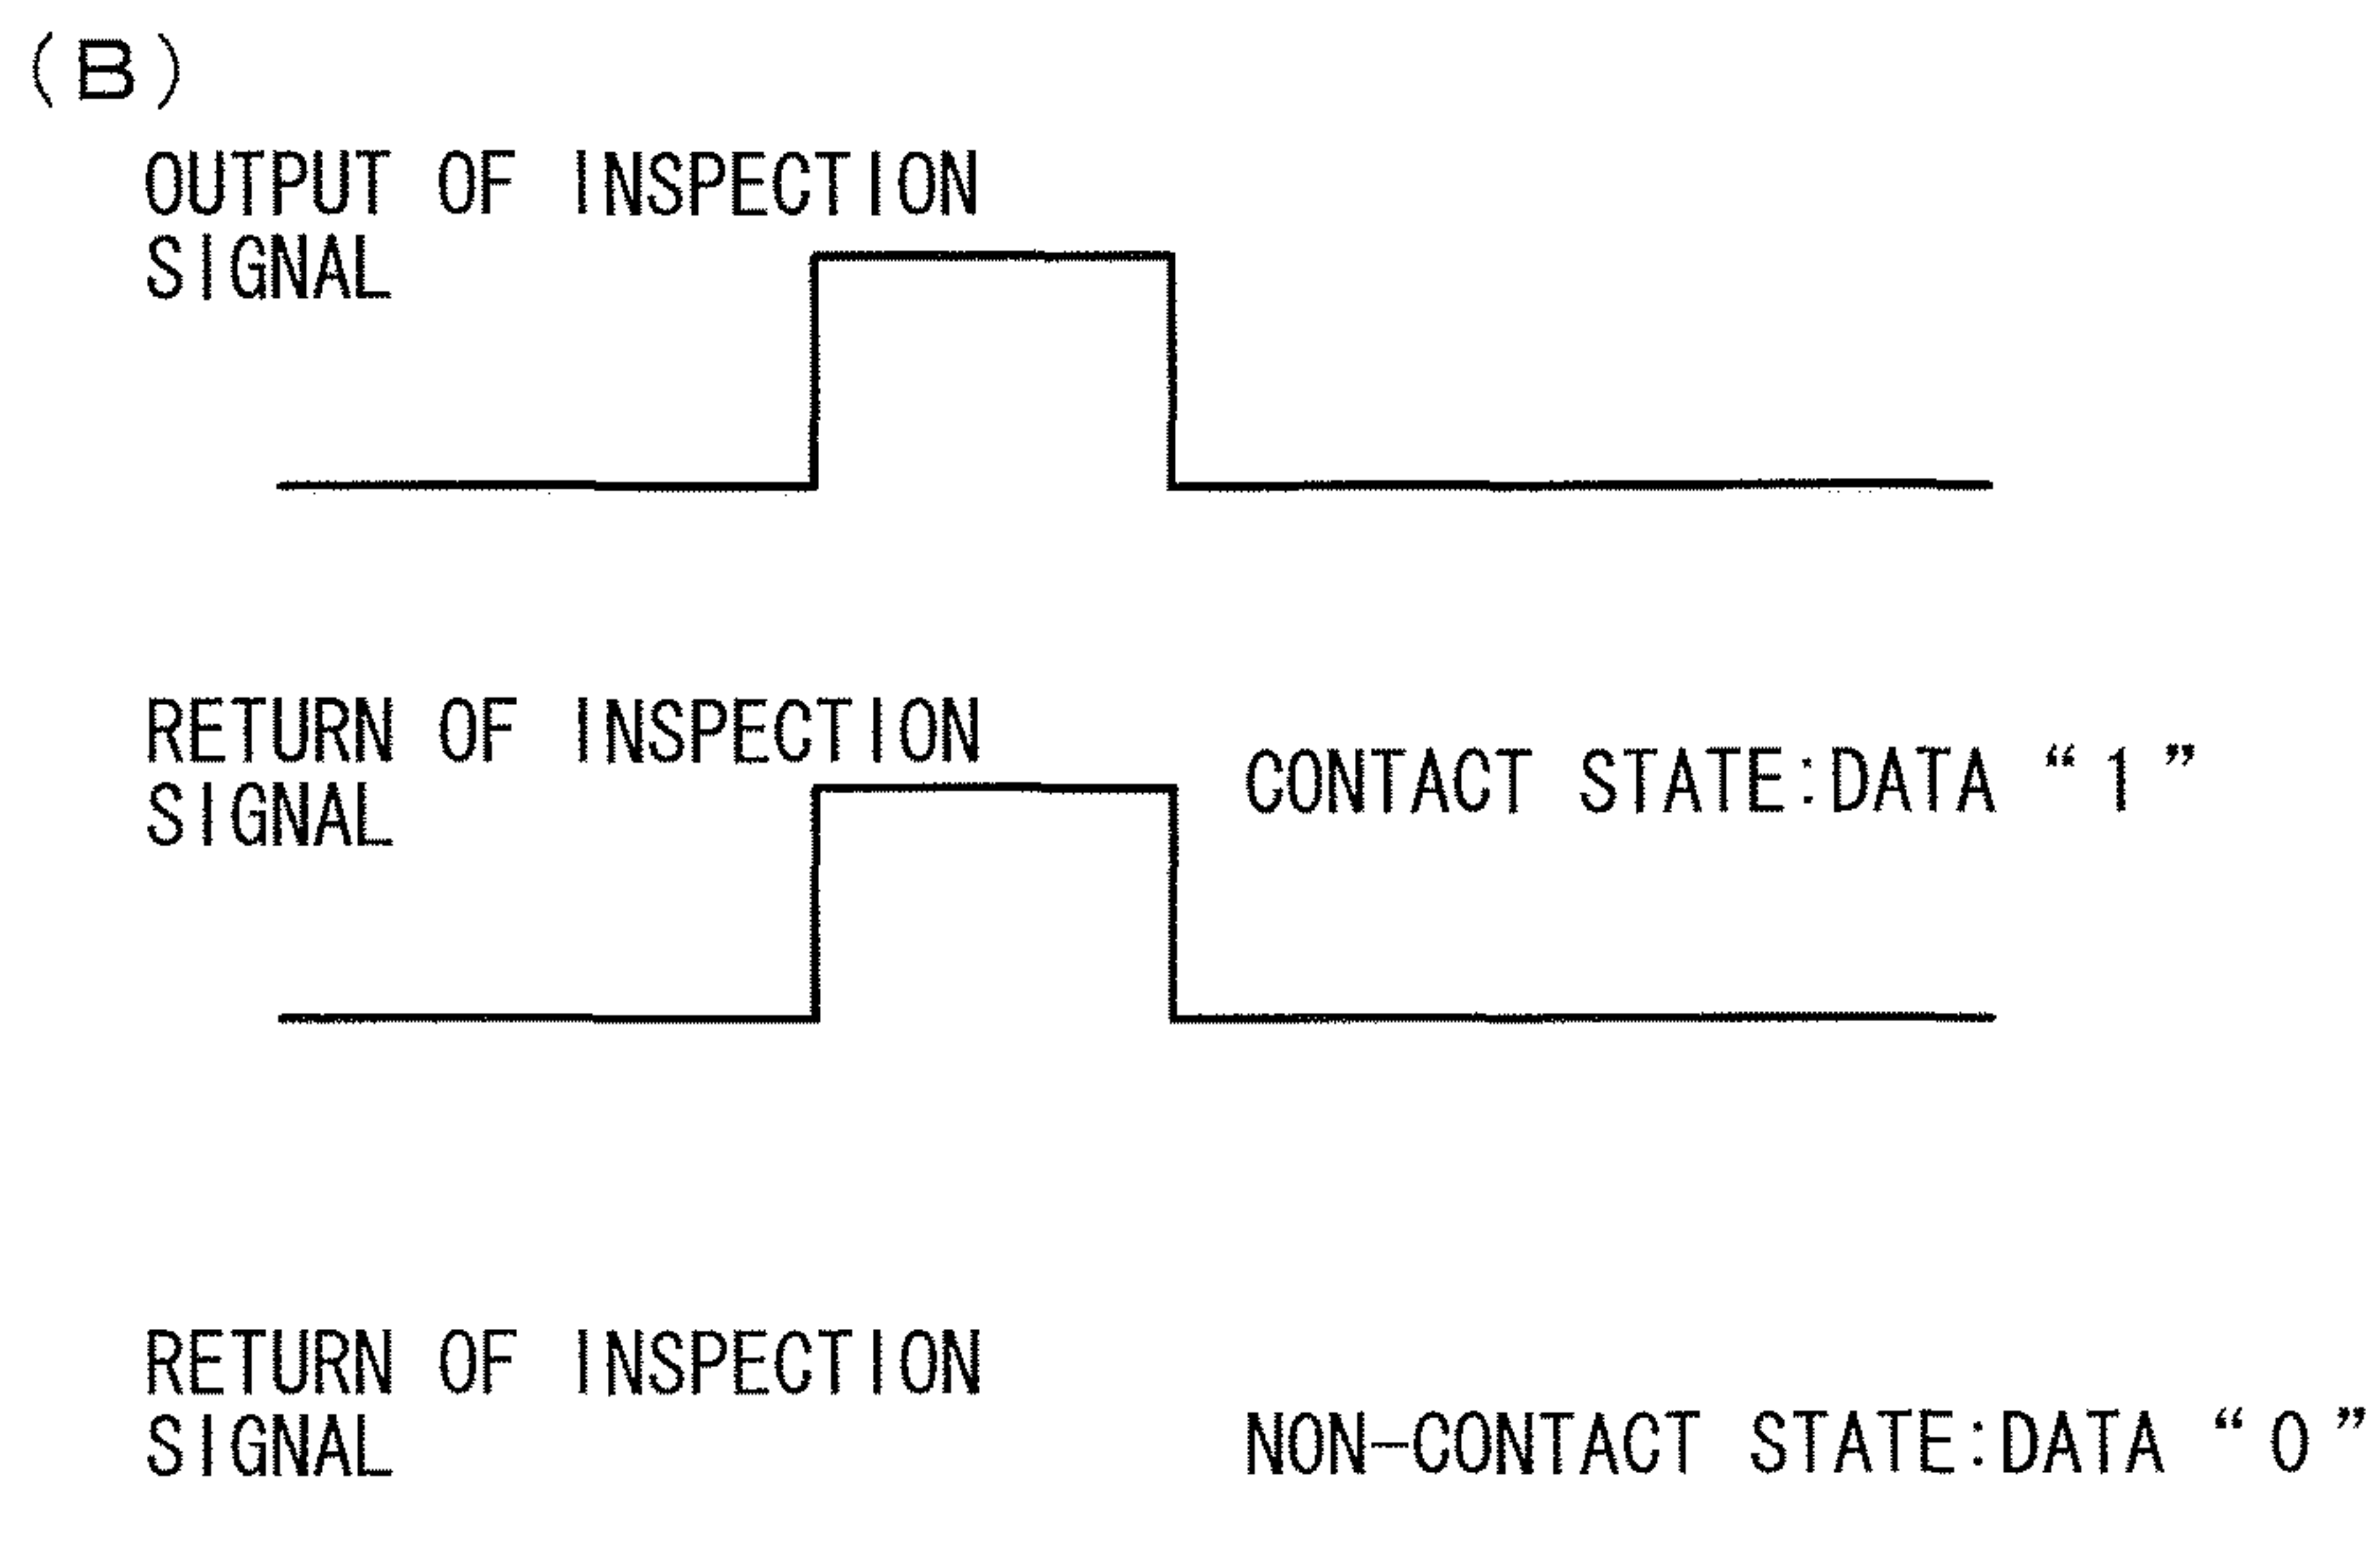 (B)
OUTPUT OF INSPECTION
SIGNAL
RETURN OF INSPECTION
SIGNAL
CONTACT STATE:DATA “1”
RETURN OF INSPECTION
SIGNAL
NON-CONTACT STATE:DATA “0”